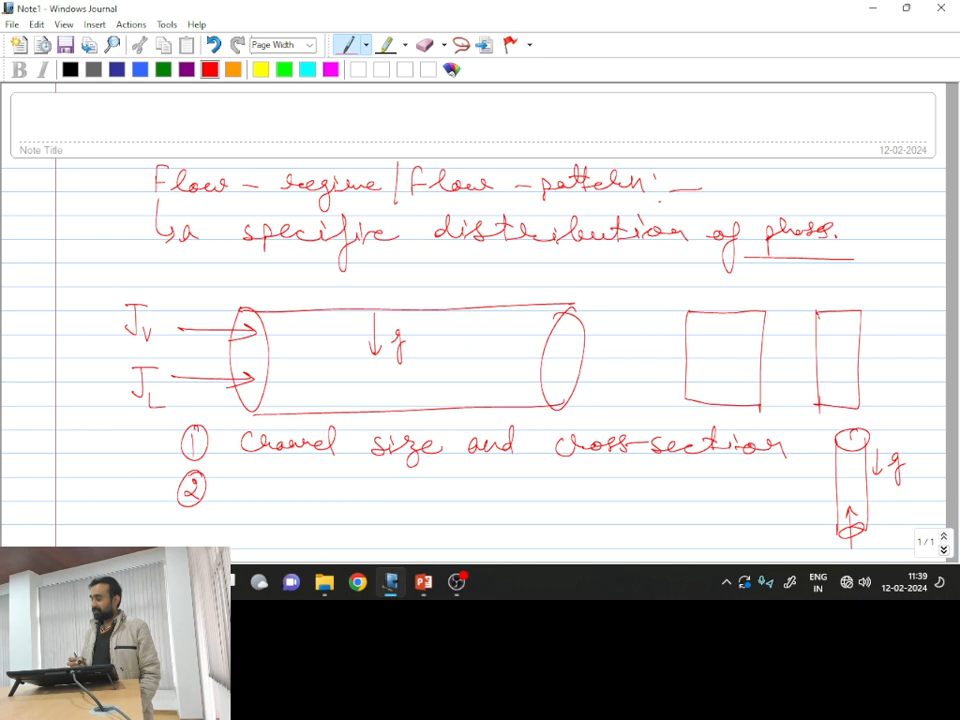 Note1 - Windows Journal
File Edit View Insert Actions Tools Help
Page Width
B I
Note Title 12-02-2024
Flow - regime / Flow - pattern :-
↳ a specific distribution of phases.
J_V
g
J_L
① Channel size and cross-section
②
g
1 / 1
ENG
IN
11:39
12-02-2024